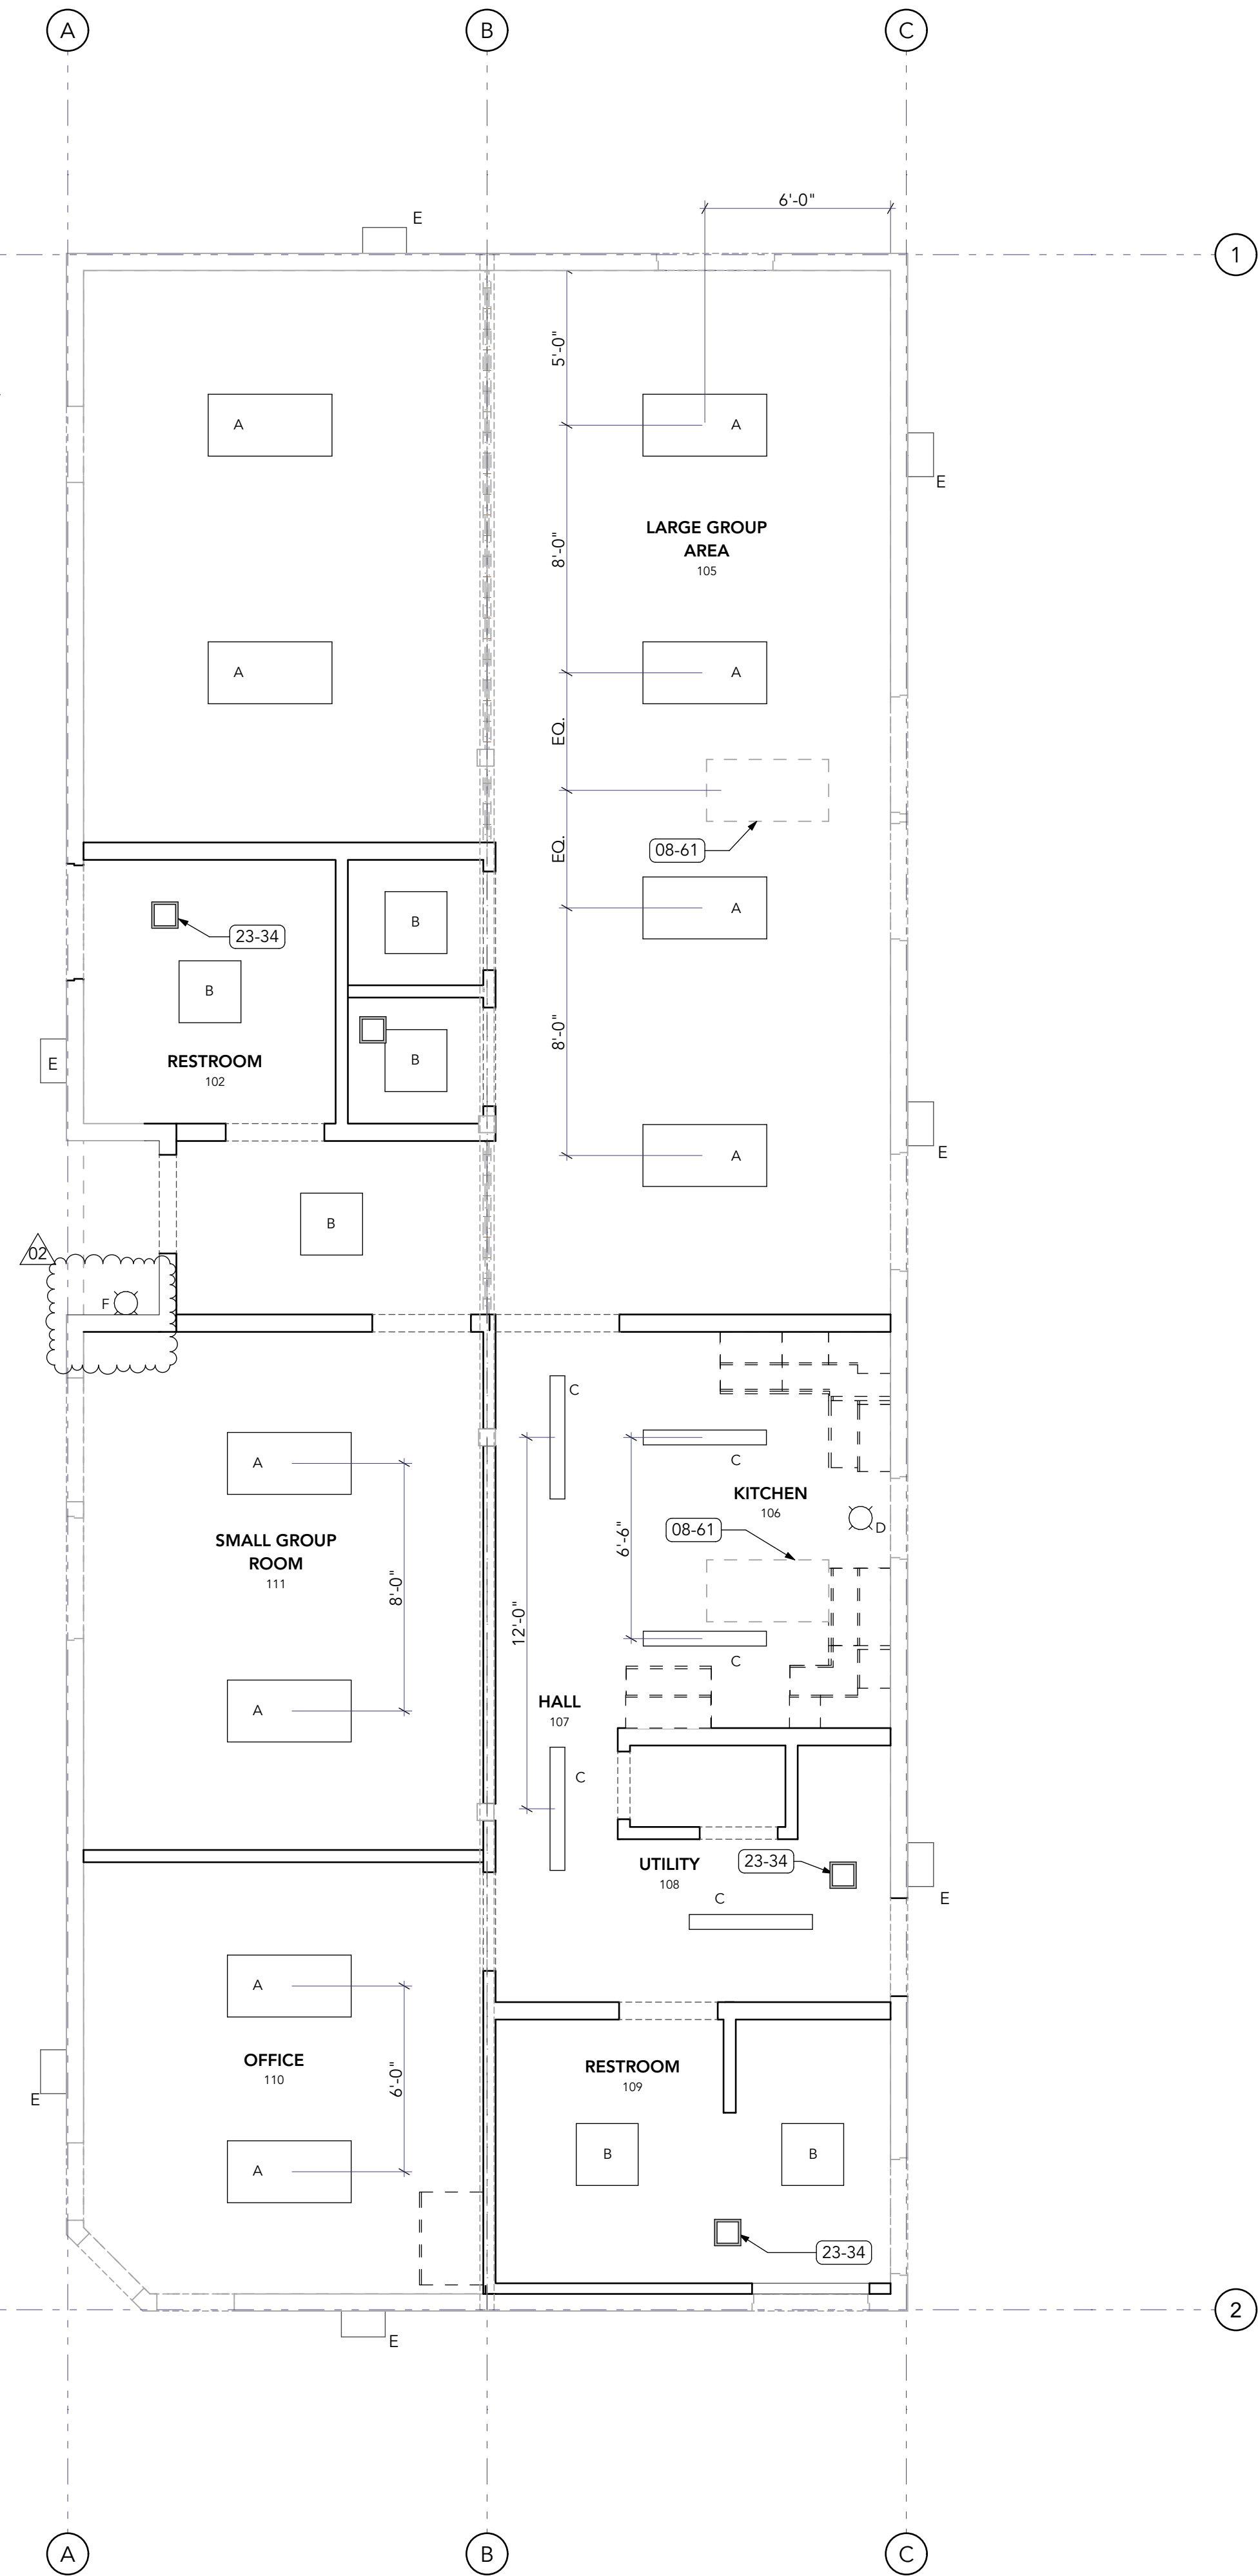 A
B
C
6'-0"
E
1
5'-0"
A
A
E
8'-0"
LARGE GROUP
AREA
105
A
A
EQ.
08-61
EQ.
A
B
23-34
B
8'-0"
E
RESTROOM
102
B
E
A
B
02
F
C
A
C
KITCHEN
106
D
08-61
6'-6"
SMALL GROUP
ROOM
111
8'-0"
12'-0"
C
HALL
107
A
C
UTILITY
108
23-34
C
E
A
OFFICE
110
6'-0"
RESTROOM
109
E
B
B
A
23-34
2
E
A
B
C